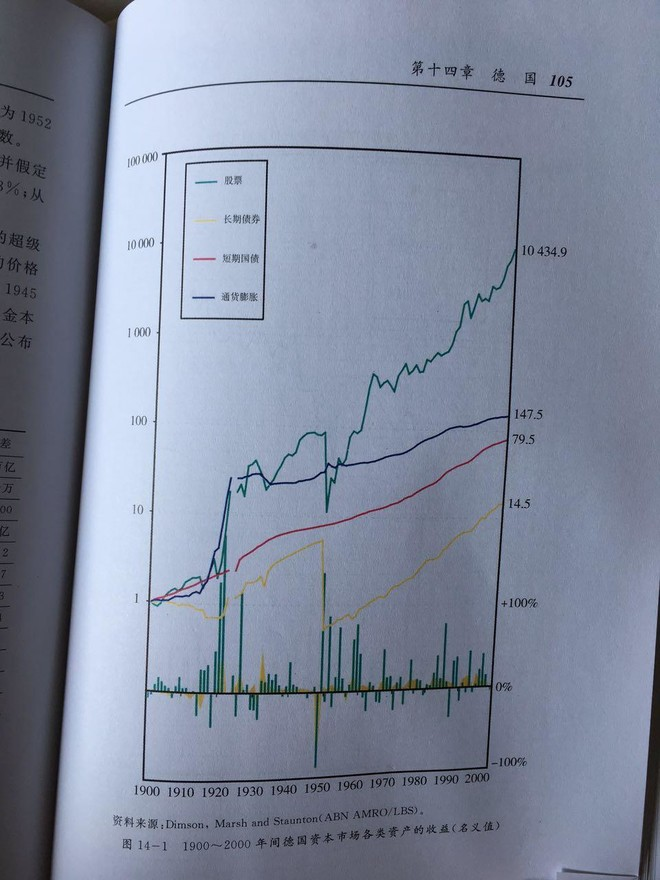 为 1952
数。
并假定
3%；从
的超级
的价格
1945
金本
公布
差
万亿
十万
00
亿
2
7
3
3
第十四章 德 国 105
100 000
10 000
1 000
100
10
1
股票
长期债券
短期国债
通货膨胀
10 434.9
147.5
79.5
14.5
+100%
0%
-100%
1900 1910 1920 1930 1940 1950 1960 1970 1980 1990 2000
资料来源：Dimson，Marsh and Staunton(ABN AMRO/LBS)。
图 14-1 1900～2000 年间德国资本市场各类资产的收益(名义值)